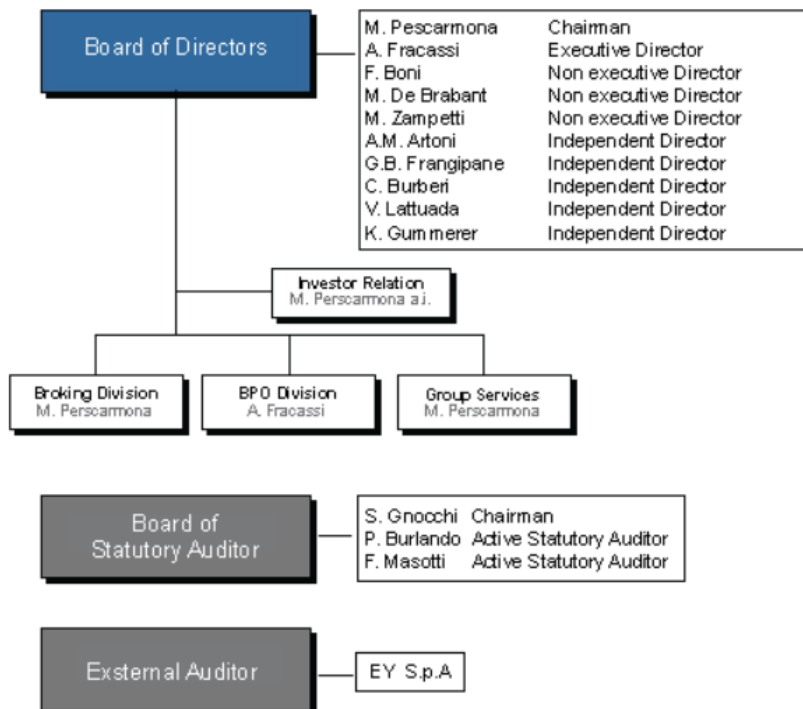 Board of Directors
M. Pescarmona Chairman
A. Fracassi Executive Director
F. Boni Non executive Director
M. De Brabant Non executive Director
M. Zampetti Non executive Director
A.M. Artoni Independent Director
G.B. Frangipane Independent Director
C. Burberi Independent Director
V. Lattuada Independent Director
K. Gummerer Independent Director
Investor Relation
M. Perscarmona a.i.
Broking Division
M. Perscarmona
BPO Division
A. Fracassi
Group Services
M. Perscarmona
Board of
Statutory Auditor
S. Gnocchi Chairman
P. Burlando Active Statutory Auditor
F. Masotti Active Statutory Auditor
Exsternal Auditor
EY S.p.A